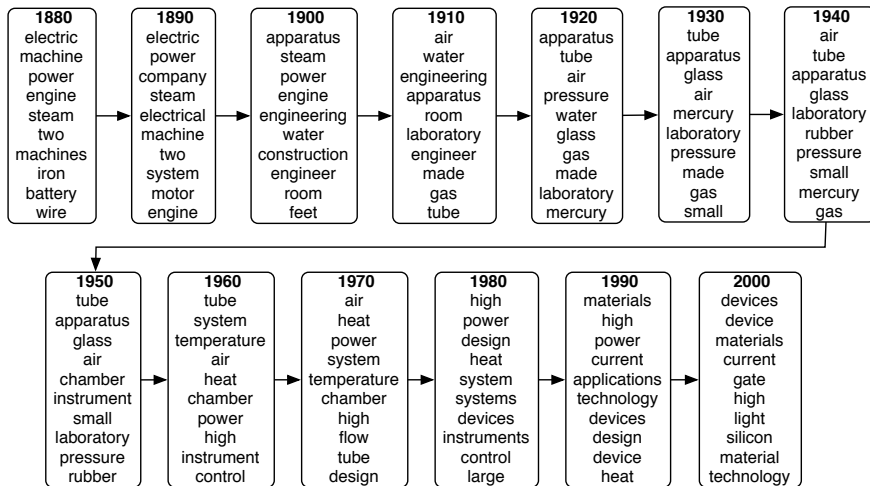 1880
electric
machine
power
engine
steam
two
machines
iron
battery
wire
1890
electric
power
company
steam
electrical
machine
two
system
motor
engine
1900
apparatus
steam
power
engine
engineering
water
construction
engineer
room
feet
1910
air
water
engineering
apparatus
room
laboratory
engineer
made
gas
tube
1920
apparatus
tube
air
pressure
water
glass
gas
made
laboratory
mercury
1930
tube
apparatus
glass
air
mercury
laboratory
pressure
made
gas
small
1940
air
tube
apparatus
glass
laboratory
rubber
pressure
small
mercury
gas
1950
tube
apparatus
glass
air
chamber
instrument
small
laboratory
pressure
rubber
1960
tube
system
temperature
air
heat
chamber
power
high
instrument
control
1970
air
heat
power
system
temperature
chamber
high
flow
tube
design
1980
high
power
design
heat
system
systems
devices
instruments
control
large
1990
materials
high
power
current
applications
technology
devices
design
device
heat
2000
devices
device
materials
current
gate
high
light
silicon
material
technology